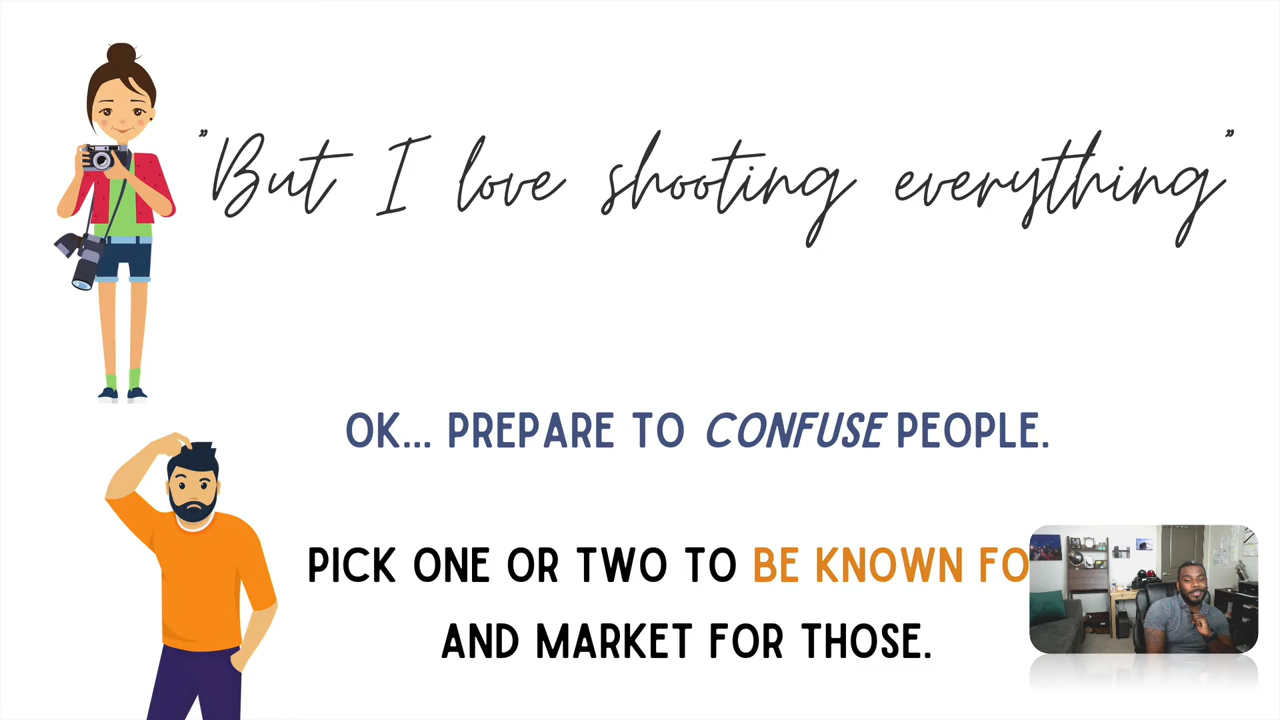 "But I love shooting everything"
OK... PREPARE TO CONFUSE PEOPLE.
PICK ONE OR TWO TO BE KNOWN FO
AND MARKET FOR THOSE.